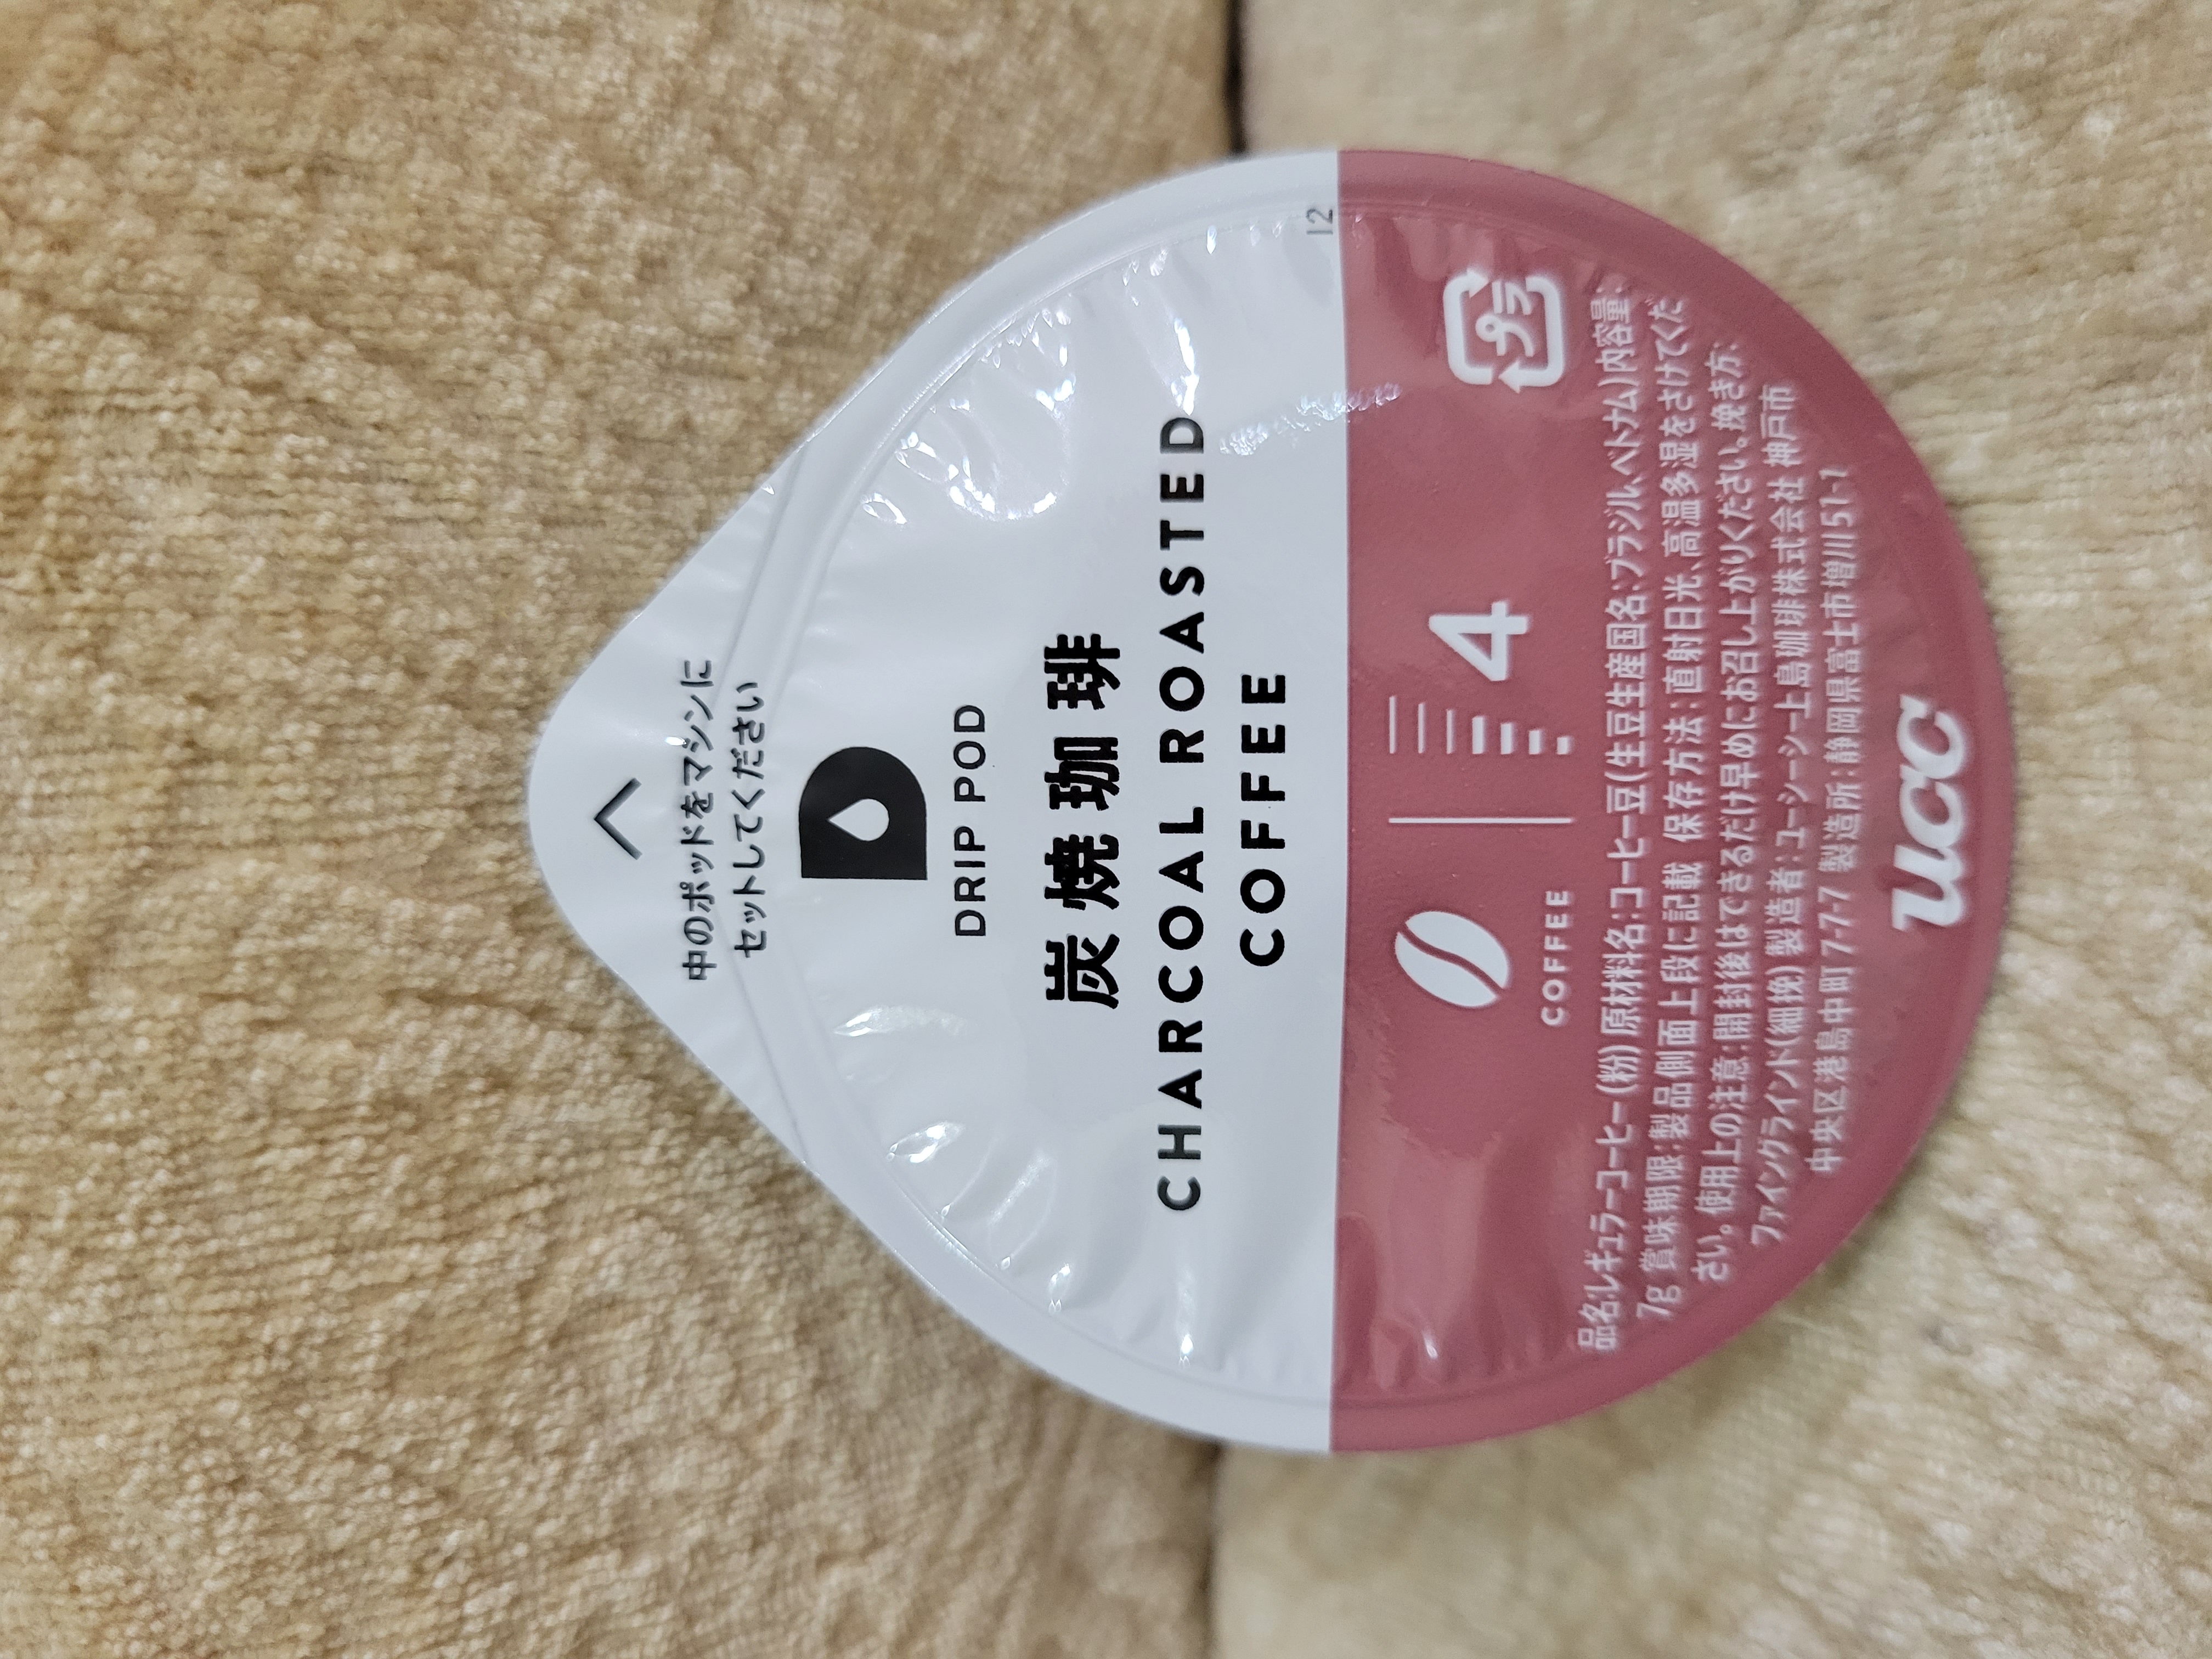 中のポッドをマシンに
セットしてください
DRIP POD
炭焼珈琲
CHARCOAL ROASTED
COFFEE
12
COFFEE
4
プラ
品名:レギュラーコーヒー(粉) 原材料名:コーヒー豆(生豆生産国名:ブラジル、ベトナム)内容量:
7g 賞味期限:製品側面上段に記載 保存方法:直射日光、高温多湿をさけてくだ
さい。使用上の注意:開封後はできるだけ早めにお召し上がりください。挽き方:
ファイングラインド(細挽) 製造者:ユーシーシー上島珈琲株式会社 神戸市
中央区港島中町7-7-7 製造所:静岡県富士市増川51-1
UCC